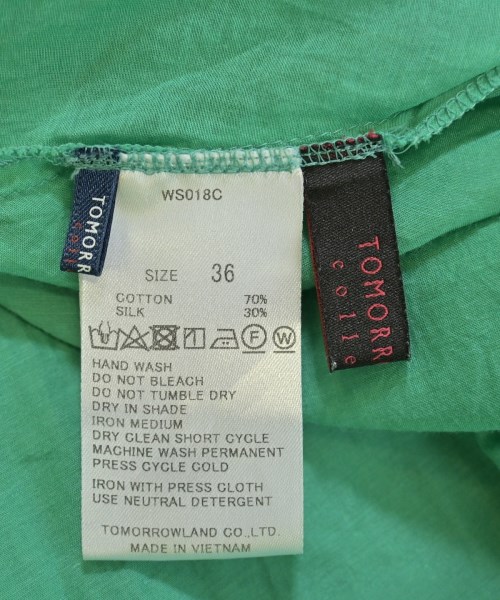 WS018C
SIZE 36
COTTON 70%
SILK 30%
F W
HAND WASH
DO NOT BLEACH
DO NOT TUMBLE DRY
DRY IN SHADE
IRON MEDIUM
DRY CLEAN SHORT CYCLE
MACHINE WASH PERMANENT
PRESS CYCLE COLD
IRON WITH PRESS CLOTH
USE NEUTRAL DETERGENT
TOMORROWLAND CO.,LTD.
MADE IN VIETNAM
TOMORR
TOMORR
colle